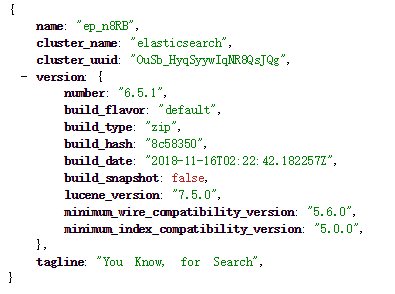 {
name: "ep_n8RB",
cluster_name: "elasticsearch",
cluster_uuid: "OuSb_HyqSyywIqNR8QsJQg",
- version: {
number: "6.5.1",
build_flavor: "default",
build_type: "zip",
build_hash: "8c58350",
build_date: "2018-11-16T02:22:42.182257Z",
build_snapshot: false,
lucene_version: "7.5.0",
minimum_wire_compatibility_version: "5.6.0",
minimum_index_compatibility_version: "5.0.0",
},
tagline: "You Know, for Search",
}